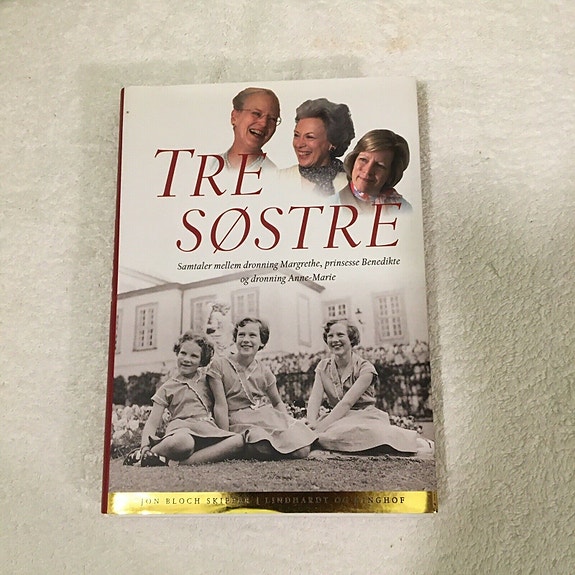 TRE
SØSTRE
Samtaler mellem dronning Margrethe, prinsesse Benedikte
og dronning Anne-Marie
JON BLOCH SKIPPER | LINDHARDT OG RINGHOF